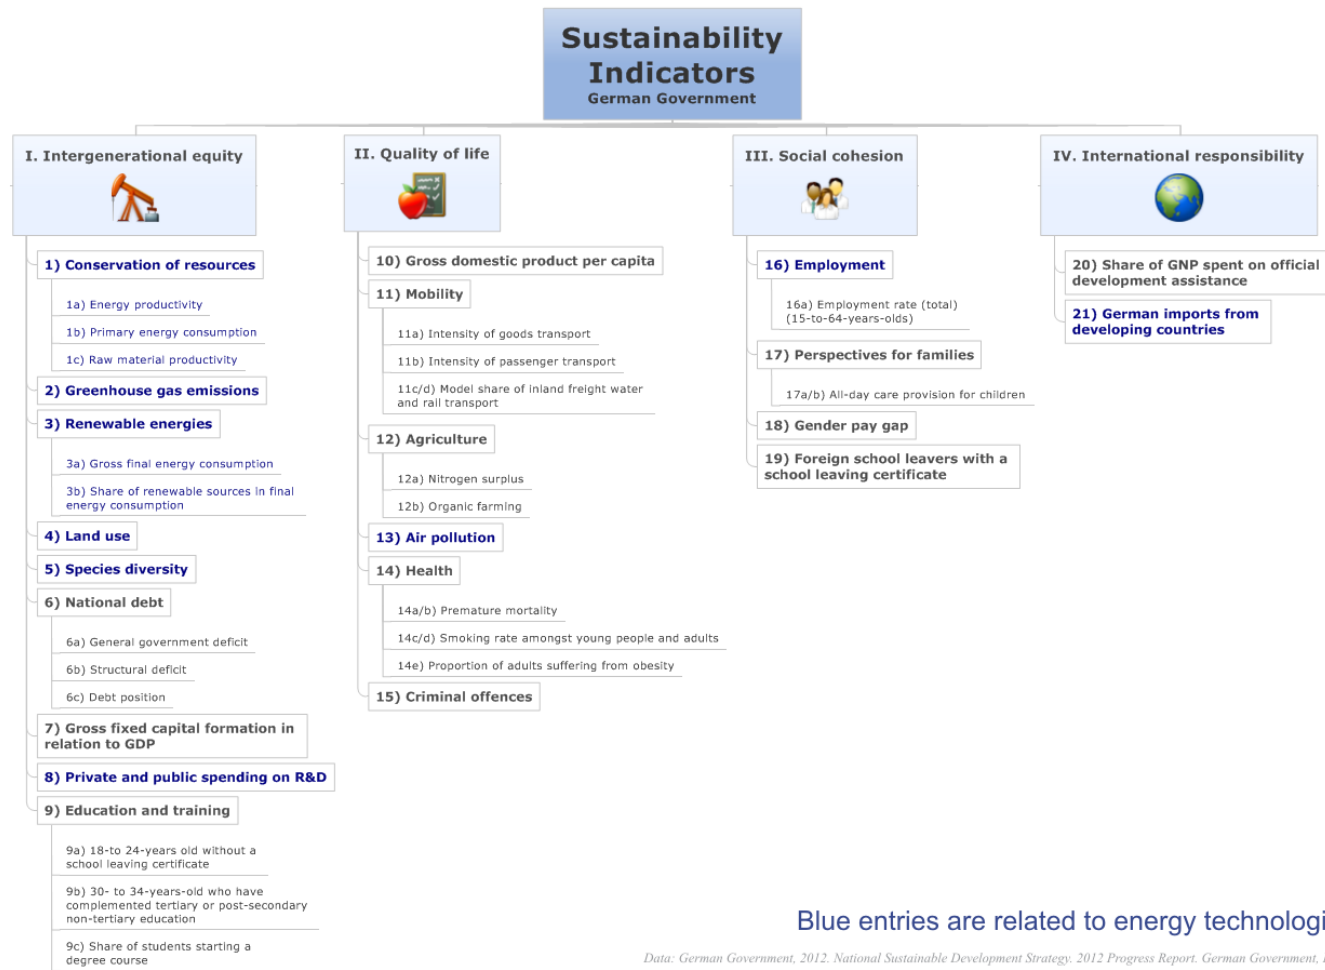 Sustainability
Indicators
German Government
I. Intergenerational equity
1) Conservation of resources
1a) Energy productivity
1b) Primary energy consumption
1c) Raw material productivity
2) Greenhouse gas emissions
3) Renewable energies
3a) Gross final energy consumption
3b) Share of renewable sources in final
energy consumption
4) Land use
5) Species diversity
6) National debt
6a) General government deficit
6b) Structural deficit
6c) Debt position
7) Gross fixed capital formation in
relation to GDP
8) Private and public spending on R&D
9) Education and training
9a) 18-to 24-years old without a
school leaving certificate
9b) 30- to 34-years-old who have
complemented tertiary or post-secondary
non-tertiary education
9c) Share of students starting a
degree course
II. Quality of life
10) Gross domestic product per capita
11) Mobility
11a) Intensity of goods transport
11b) Intensity of passenger transport
11c/d) Model share of inland freight water
and rail transport
12) Agriculture
12a) Nitrogen surplus
12b) Organic farming
13) Air pollution
14) Health
14a/b) Premature mortality
14c/d) Smoking rate amongst young people and adults
14e) Proportion of adults suffering from obesity
15) Criminal offences
III. Social cohesion
16) Employment
16a) Employment rate (total)
(15-to-64-years-olds)
17) Perspectives for families
17a/b) All-day care provision for children
18) Gender pay gap
19) Foreign school leavers with a
school leaving certificate
IV. International responsibility
20) Share of GNP spent on official
development assistance
21) German imports from
developing countries
Blue entries are related to energy technologi
Data: German Government, 2012. National Sustainable Development Strategy. 2012 Progress Report. German Government,